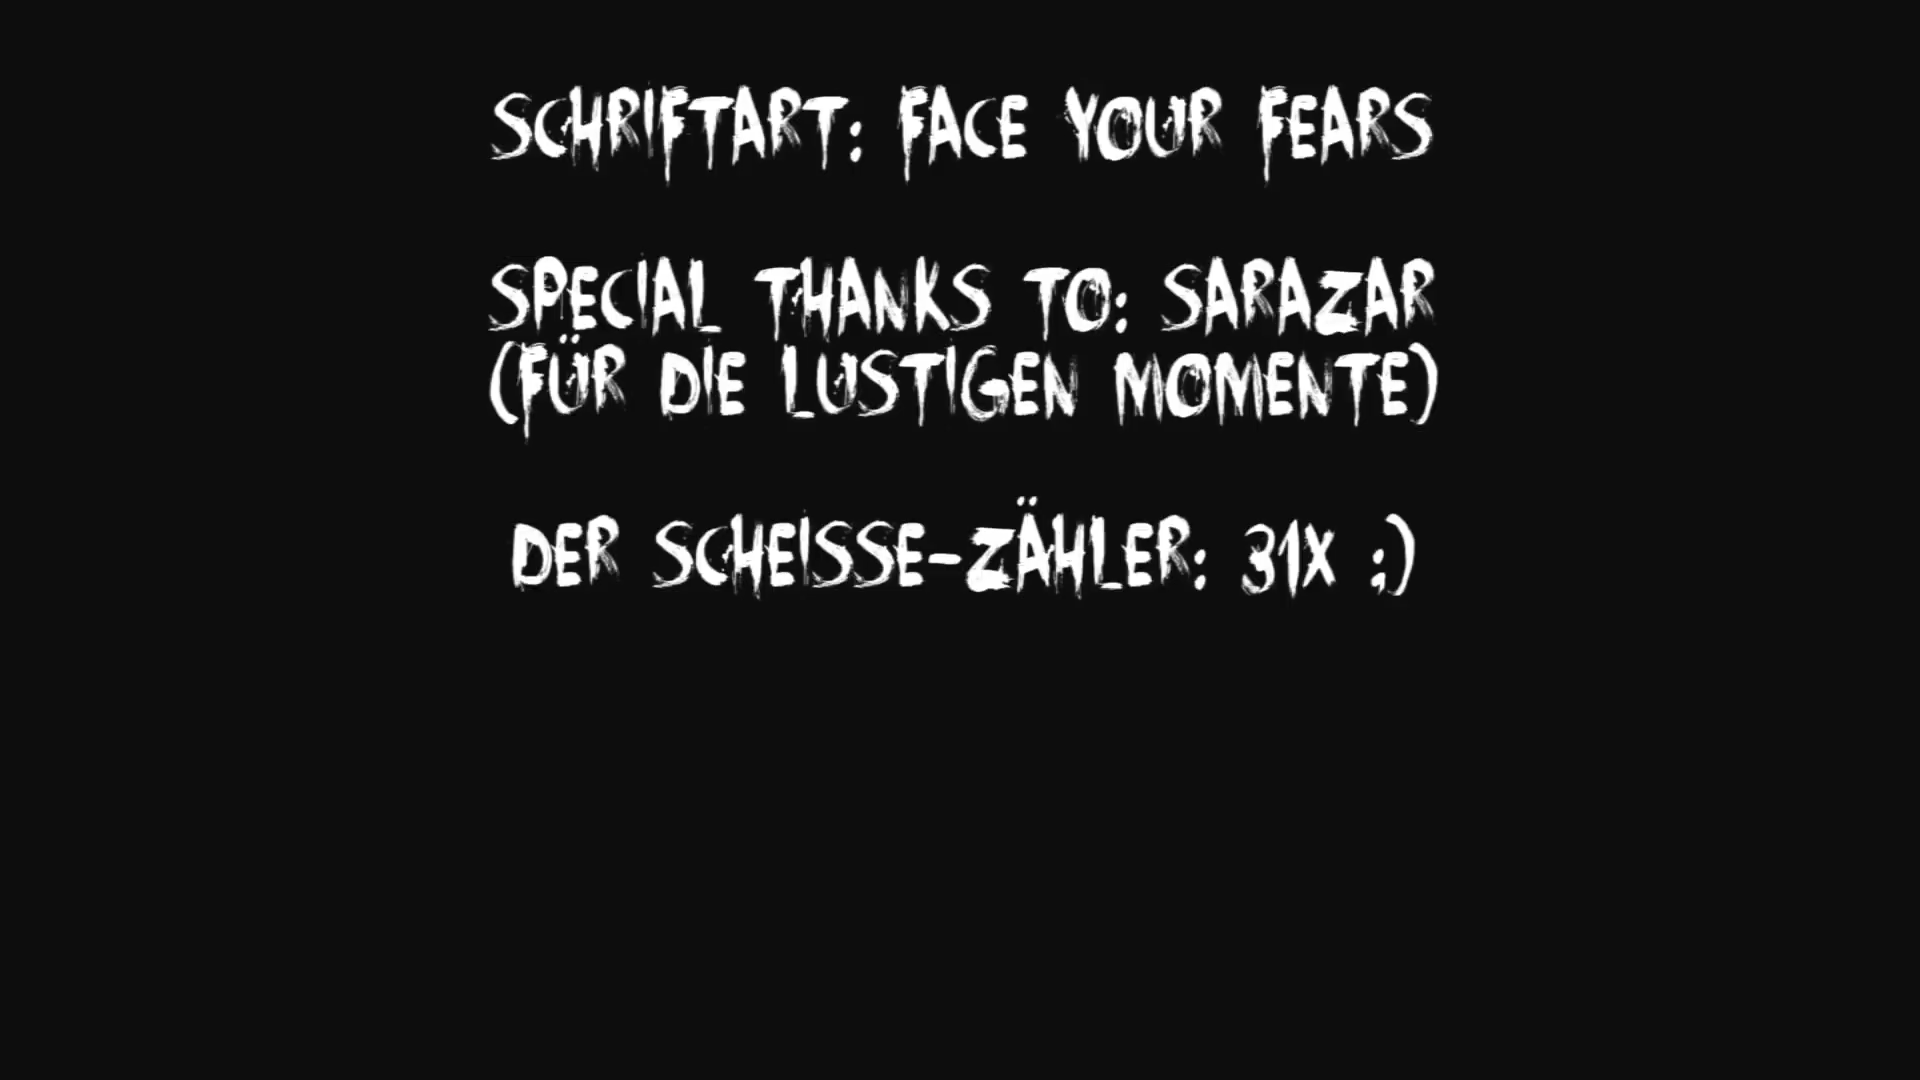 SCHRIFTART: FACE YOUR FEARS
SPECIAL THANKS TO: SARAZAR
(FÜR DIE LUSTIGEN MOMENTE)
DER SCHEISSE-ZÄHLER: 31X ;)